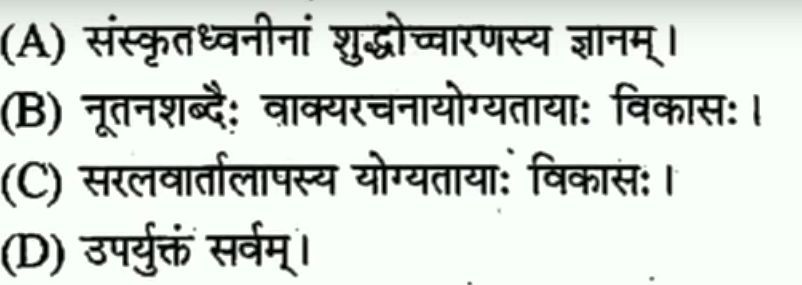 (A) संस्कृतध्वनीनां शुद्धोच्चारणस्य ज्ञानम्।
(B) नूतनशब्दैः वाक्यरचनायोग्यतायाः विकासः।
(C) सरलवार्तालापस्य योग्यतायाः विकासः।
(D) उपर्युक्तं सर्वम्।